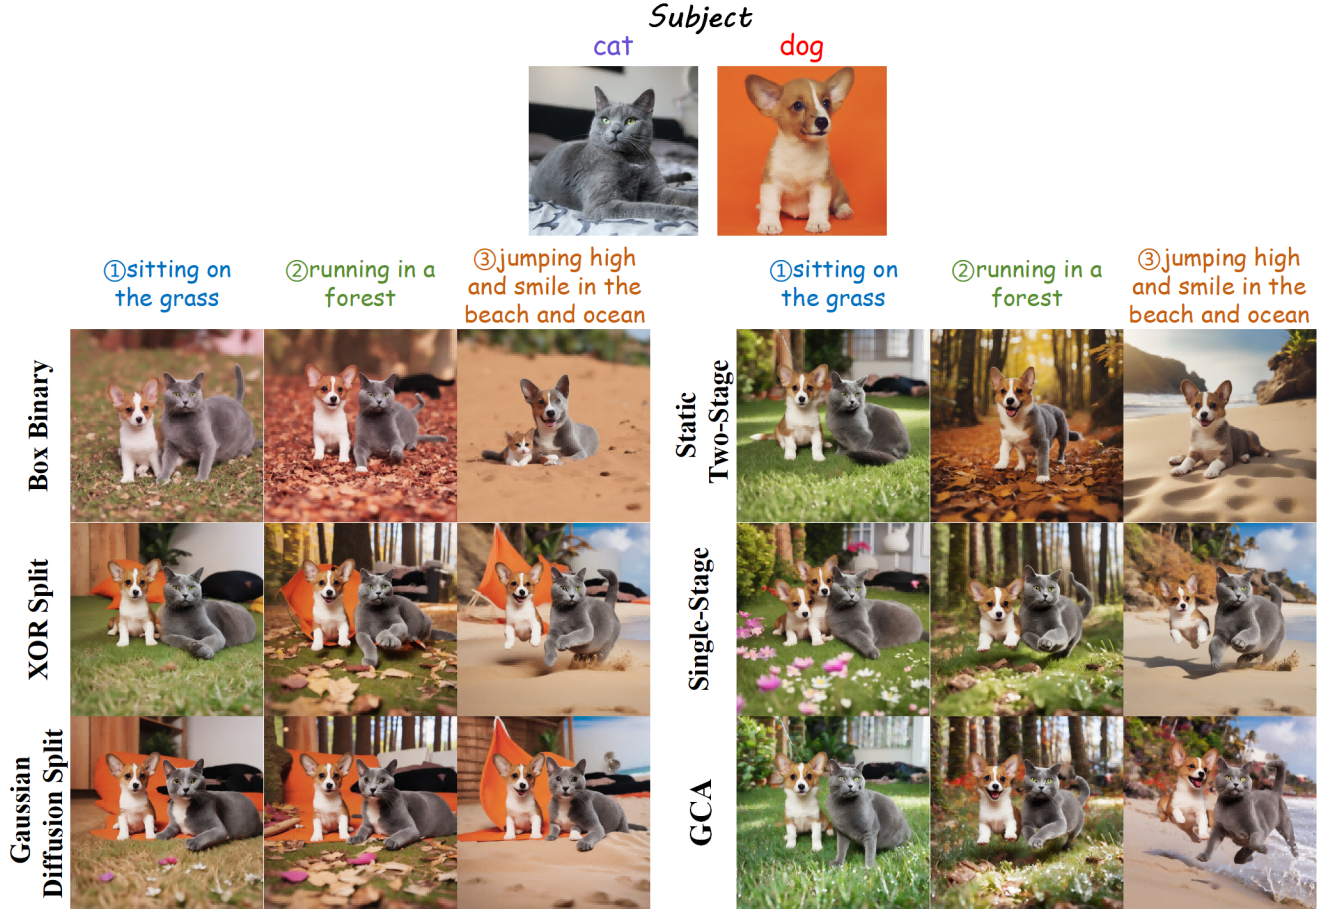 Subject
cat
dog
①sitting on
the grass
②running in a
forest
③jumping high
and smile in the
beach and ocean
①sitting on
the grass
②running in a
forest
③jumping high
and smile in the
beach and ocean
Box Binary
Static
Two-Stage
XOR Split
Single-Stage
Gaussian
Diffusion Split
GCA